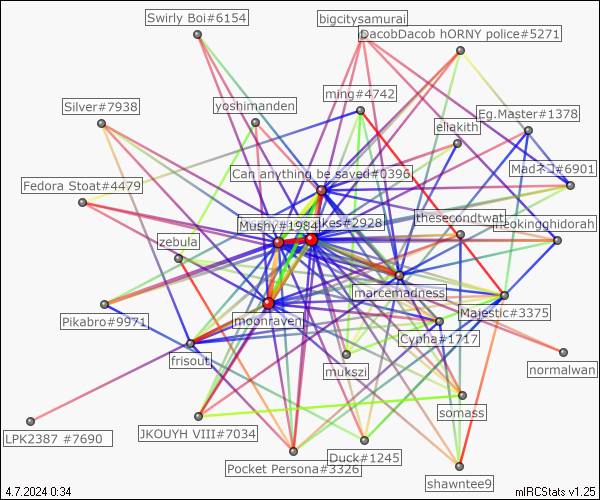 Swirly Boi#6154
bigcitysamurai
DacobDacob hORNY police#5271
Silver#7938
yoshimanden
ming#4742
Eg.Master#1378
eliakith
Can anything be saved#0396
Madネコ#6901
Fedora Stoat#4479
Mushy#1984
ikes#2928
thesecondtwat
neokingghidorah
zebula
marcemadness
Pikabro#9971
moonraven
Cypha#1717
Majestic#3375
frisout
mukszi
normalwan
somass
LPK2387 #7690
JKOUYH VIII#7034
Pocket Persona#3326
Duck#1245
shawntee9
4.7.2024 0:34
mIRCStats v1.25